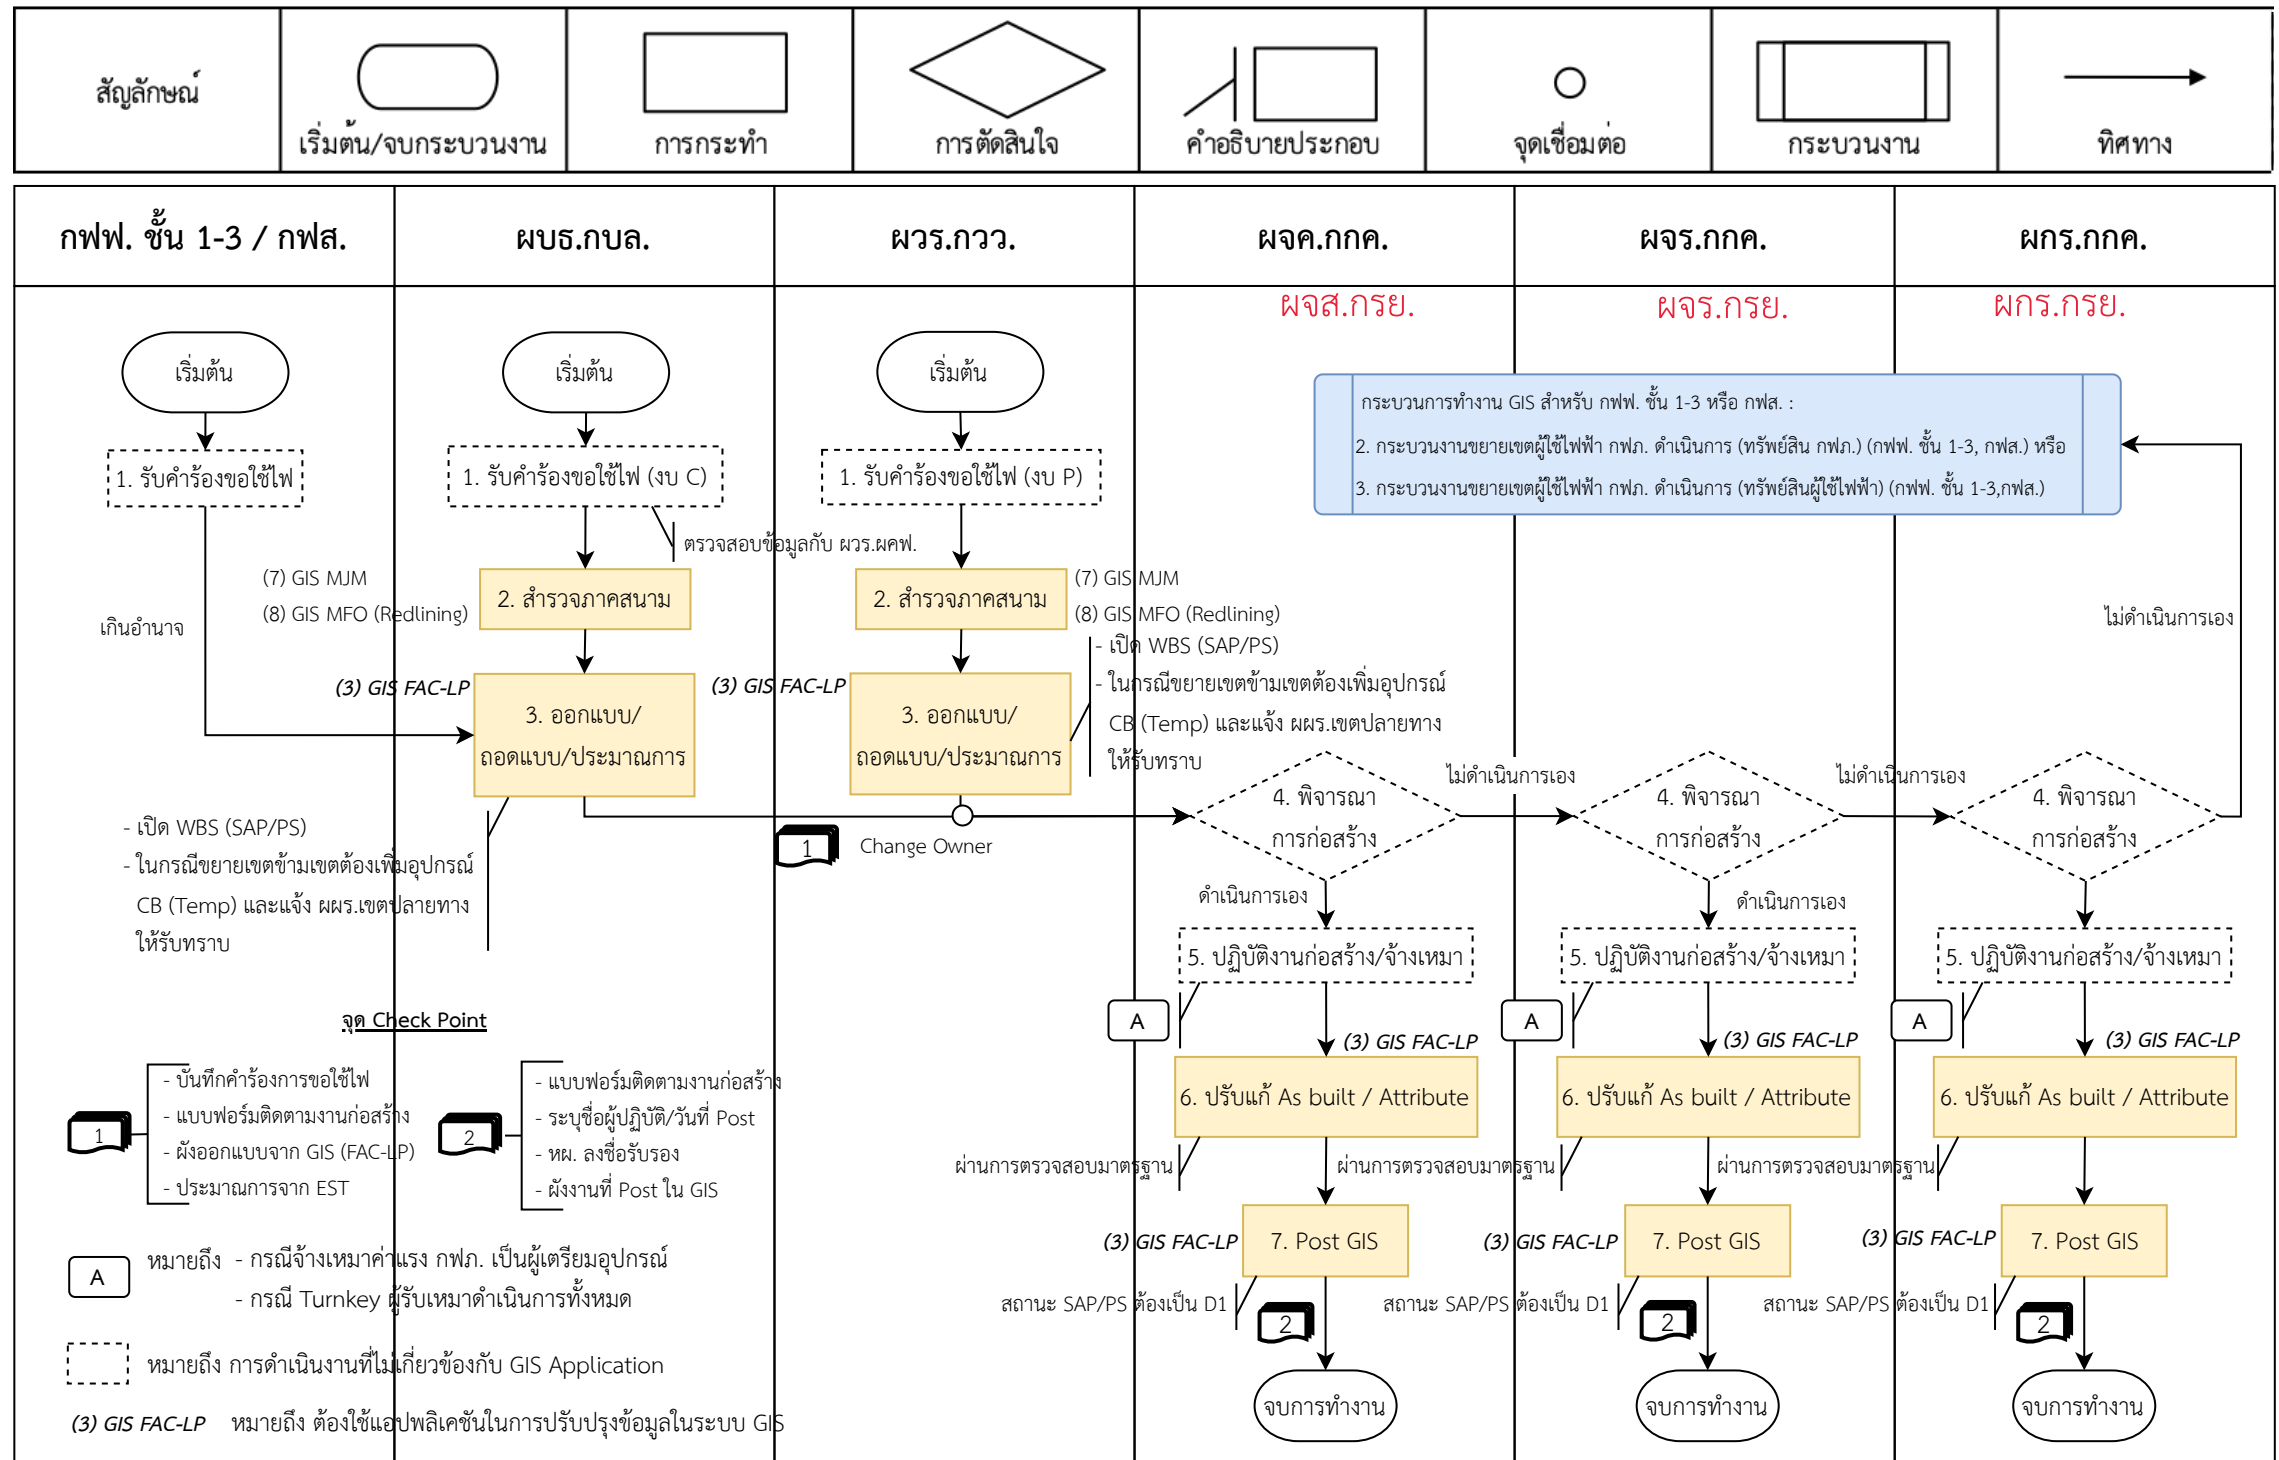 สัญลักษณ์
เริ่มต้น/จบกระบวนงาน
การกระทำ
การตัดสินใจ
คำอธิบายประกอบ
จุดเชื่อมต่อ
กระบวนงาน
ทิศทาง
กฟฟ. ชั้น 1-3 / กฟส.
ผบธ.กบล.
ผวร.กวว.
ผจค.กกค.
ผจร.กกค.
ผกร.กกค.
ผจส.กรย.
ผจร.กรย.
ผกร.กรย.
เริ่มต้น
เริ่มต้น
เริ่มต้น
กระบวนการทำงาน GIS สำหรับ กฟฟ. ชั้น 1-3 หรือ กฟส. :
2. กระบวนงานขยายเขตผู้ใช้ไฟฟ้า กฟภ. ดำเนินการ (ทรัพย์สิน กฟภ.) (กฟฟ. ชั้น 1-3, กฟส.) หรือ
3. กระบวนงานขยายเขตผู้ใช้ไฟฟ้า กฟภ. ดำเนินการ (ทรัพย์สินผู้ใช้ไฟฟ้า) (กฟฟ. ชั้น 1-3,กฟส.)
1. รับคำร้องขอใช้ไฟ
1. รับคำร้องขอใช้ไฟ (งบ C)
1. รับคำร้องขอใช้ไฟ (งบ P)
ตรวจสอบข้อมูลกับ ผวร.ผคฟ.
(7) GIS MJM
(8) GIS MFO (Redlining)
2. สำรวจภาคสนาม
2. สำรวจภาคสนาม
(7) GIS MJM
(8) GIS MFO (Redlining)
เกินอำนาจ
ไม่ดำเนินการเอง
- เปิด WBS (SAP/PS)
- ในกรณีขยายเขตข้ามเขตต้องเพิ่มอุปกรณ์
CB (Temp) และแจ้ง ผผร.เขตปลายทาง
ให้รับทราบ
(3) GIS FAC-LP
3. ออกแบบ/
ถอดแบบ/ประมาณการ
(3) GIS FAC-LP
3. ออกแบบ/
ถอดแบบ/ประมาณการ
ไม่ดำเนินการเอง
ไม่ดำเนินการเอง
4. พิจารณา
การก่อสร้าง
4. พิจารณา
การก่อสร้าง
4. พิจารณา
การก่อสร้าง
1
Change Owner
- เปิด WBS (SAP/PS)
- ในกรณีขยายเขตข้ามเขตต้องเพิ่มอุปกรณ์
CB (Temp) และแจ้ง ผผร.เขตปลายทาง
ให้รับทราบ
ดำเนินการเอง
ดำเนินการเอง
5. ปฏิบัติงานก่อสร้าง/จ้างเหมา
5. ปฏิบัติงานก่อสร้าง/จ้างเหมา
5. ปฏิบัติงานก่อสร้าง/จ้างเหมา
A
A
A
(3) GIS FAC-LP
(3) GIS FAC-LP
(3) GIS FAC-LP
6. ปรับแก้ As built / Attribute
6. ปรับแก้ As built / Attribute
6. ปรับแก้ As built / Attribute
ผ่านการตรวจสอบมาตรฐาน
ผ่านการตรวจสอบมาตรฐาน
ผ่านการตรวจสอบมาตรฐาน
(3) GIS FAC-LP
7. Post GIS
(3) GIS FAC-LP
7. Post GIS
(3) GIS FAC-LP
7. Post GIS
สถานะ SAP/PS ต้องเป็น D1
2
สถานะ SAP/PS ต้องเป็น D1
2
สถานะ SAP/PS ต้องเป็น D1
2
จบการทำงาน
จบการทำงาน
จบการทำงาน
จุด Check Point
1
- บันทึกคำร้องการขอใช้ไฟ
- แบบฟอร์มติดตามงานก่อสร้าง
- ผังออกแบบจาก GIS (FAC-LP)
- ประมาณการจาก EST
2
- แบบฟอร์มติดตามงานก่อสร้าง
- ระบุชื่อผู้ปฏิบัติ/วันที่ Post
- หผ. ลงชื่อรับรอง
- ผังงานที่ Post ใน GIS
A หมายถึง - กรณีจ้างเหมาค่าแรง กฟภ. เป็นผู้เตรียมอุปกรณ์
- กรณี Turnkey ผู้รับเหมาดำเนินการทั้งหมด
หมายถึง การดำเนินงานที่ไม่เกี่ยวข้องกับ GIS Application
(3) GIS FAC-LP หมายถึง ต้องใช้แอปพลิเคชันในการปรับปรุงข้อมูลในระบบ GIS